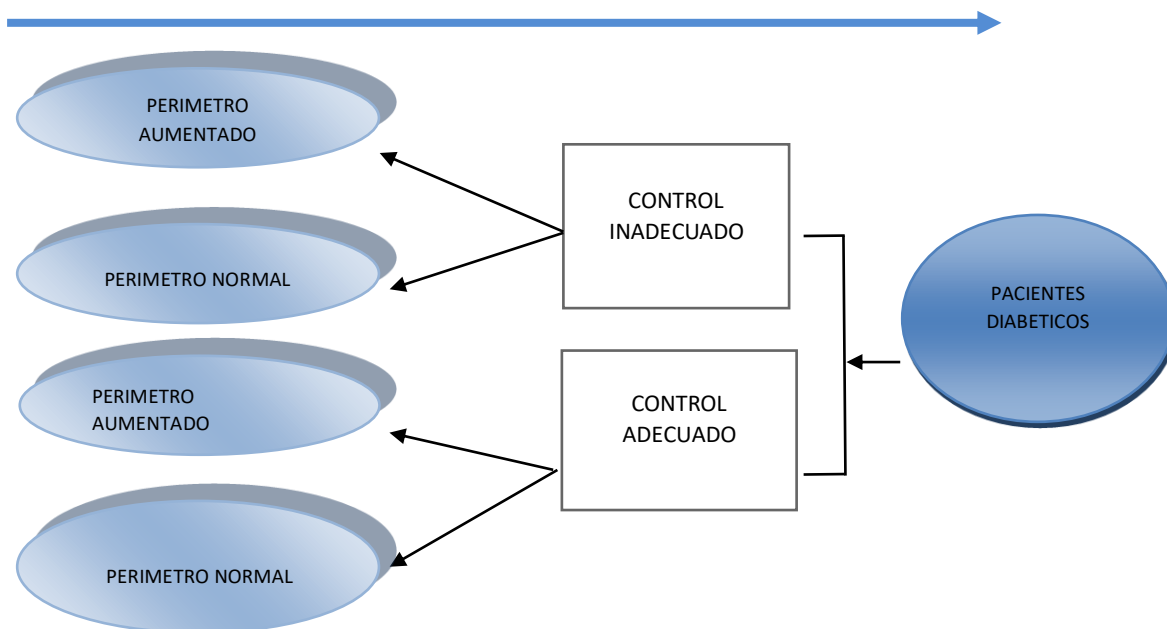 PERIMETRO
AUMENTADO
PERIMETRO NORMAL
PERIMETRO
AUMENTADO
PERIMETRO NORMAL
CONTROL
INADECUADO
CONTROL
ADECUADO
PACIENTES
DIABETICOS